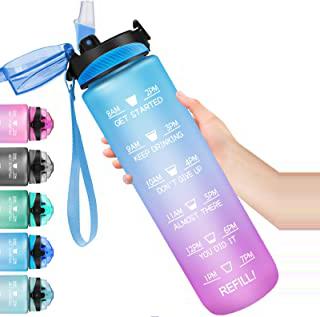 8AM 2PM
GET STARTED
9AM 3PM
KEEP DRINKING
10AM 4PM
DON'T GIVE UP
11AM 5PM
ALMOST THERE
12PM 6PM
YOU DID IT
1PM 7PM
REFILL!